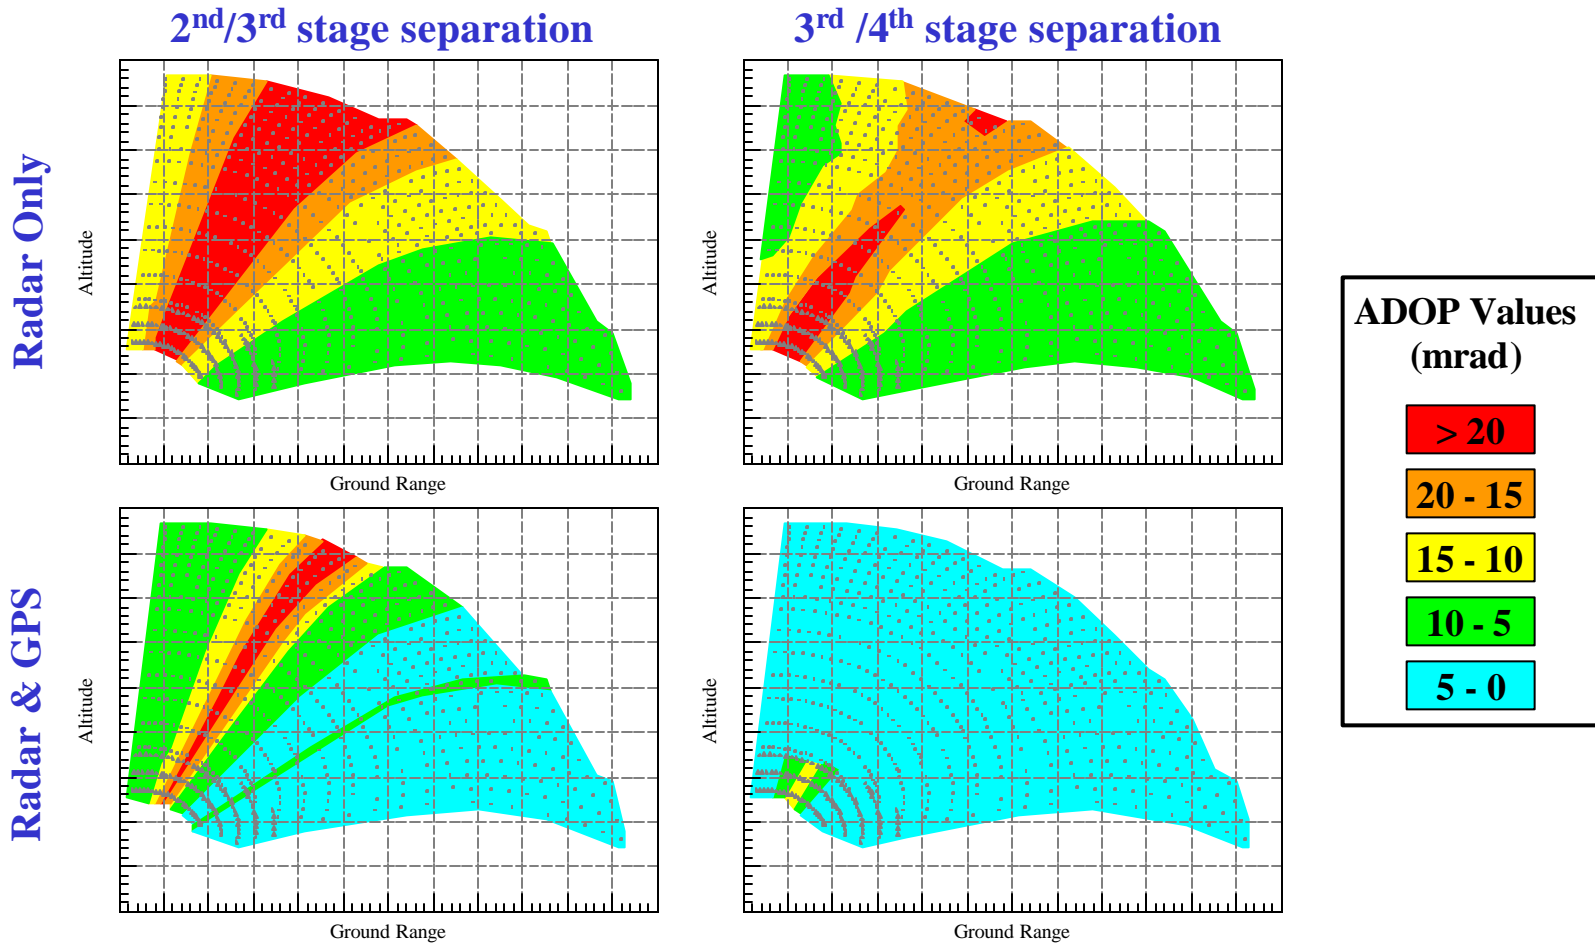 2nd/3rd stage separation
3rd /4th stage separation
Radar Only
Altitude
Ground Range
Altitude
Ground Range
Radar & GPS
Altitude
Ground Range
Altitude
Ground Range
ADOP Values
(mrad)
> 20
20 - 15
15 - 10
10 - 5
5 - 0